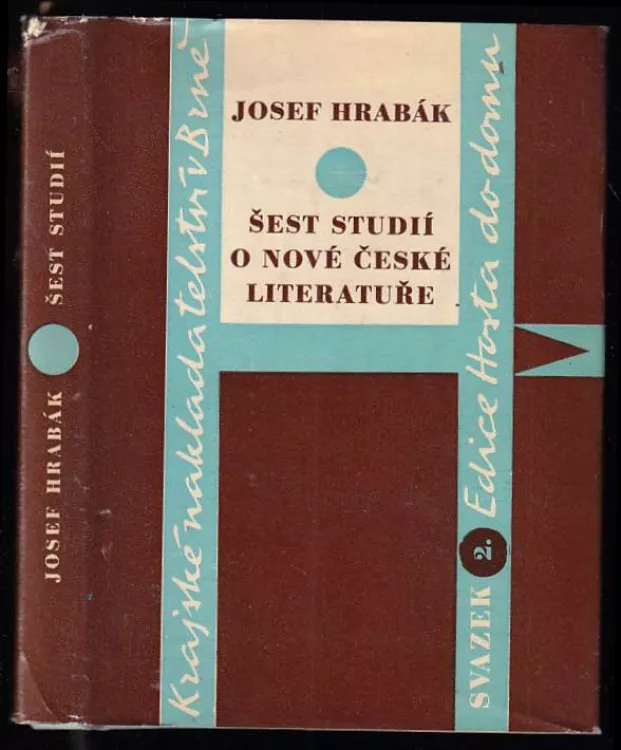 JOSEF HRABÁK
ŠEST STUDIÍ
O NOVÉ ČESKÉ
LITERATUŘE
Krajské nakladatelství v Brně
SVAZEK 2. Edice Hosta do domu
JOSEF HRABÁK ŠEST STUDIÍ